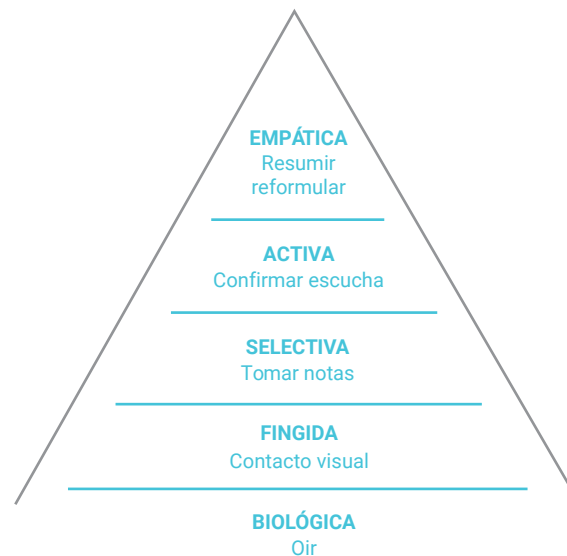 EMPÁTICA
Resumir
reformular
ACTIVA
Confirmar escucha
SELECTIVA
Tomar notas
FINGIDA
Contacto visual
BIOLÓGICA
Oir